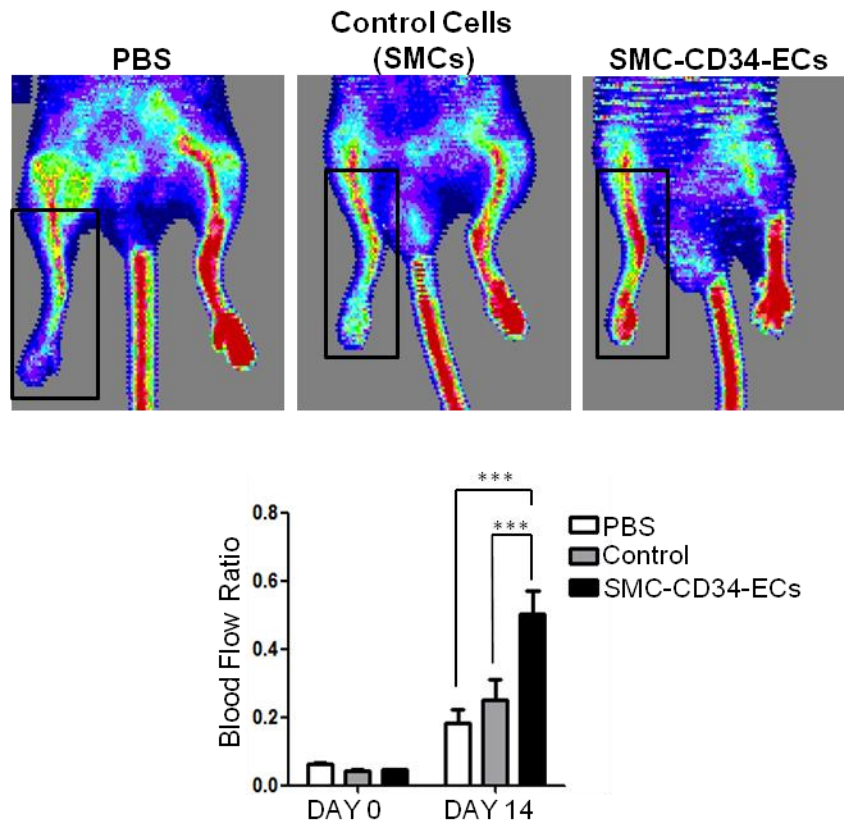 PBS
Control Cells
(SMCs)
SMC-CD34-ECs
***
***
PBS
Control
SMC-CD34-ECs
Blood Flow Ratio
0.8
0.6
0.4
0.2
0.0
DAY 0
DAY 14